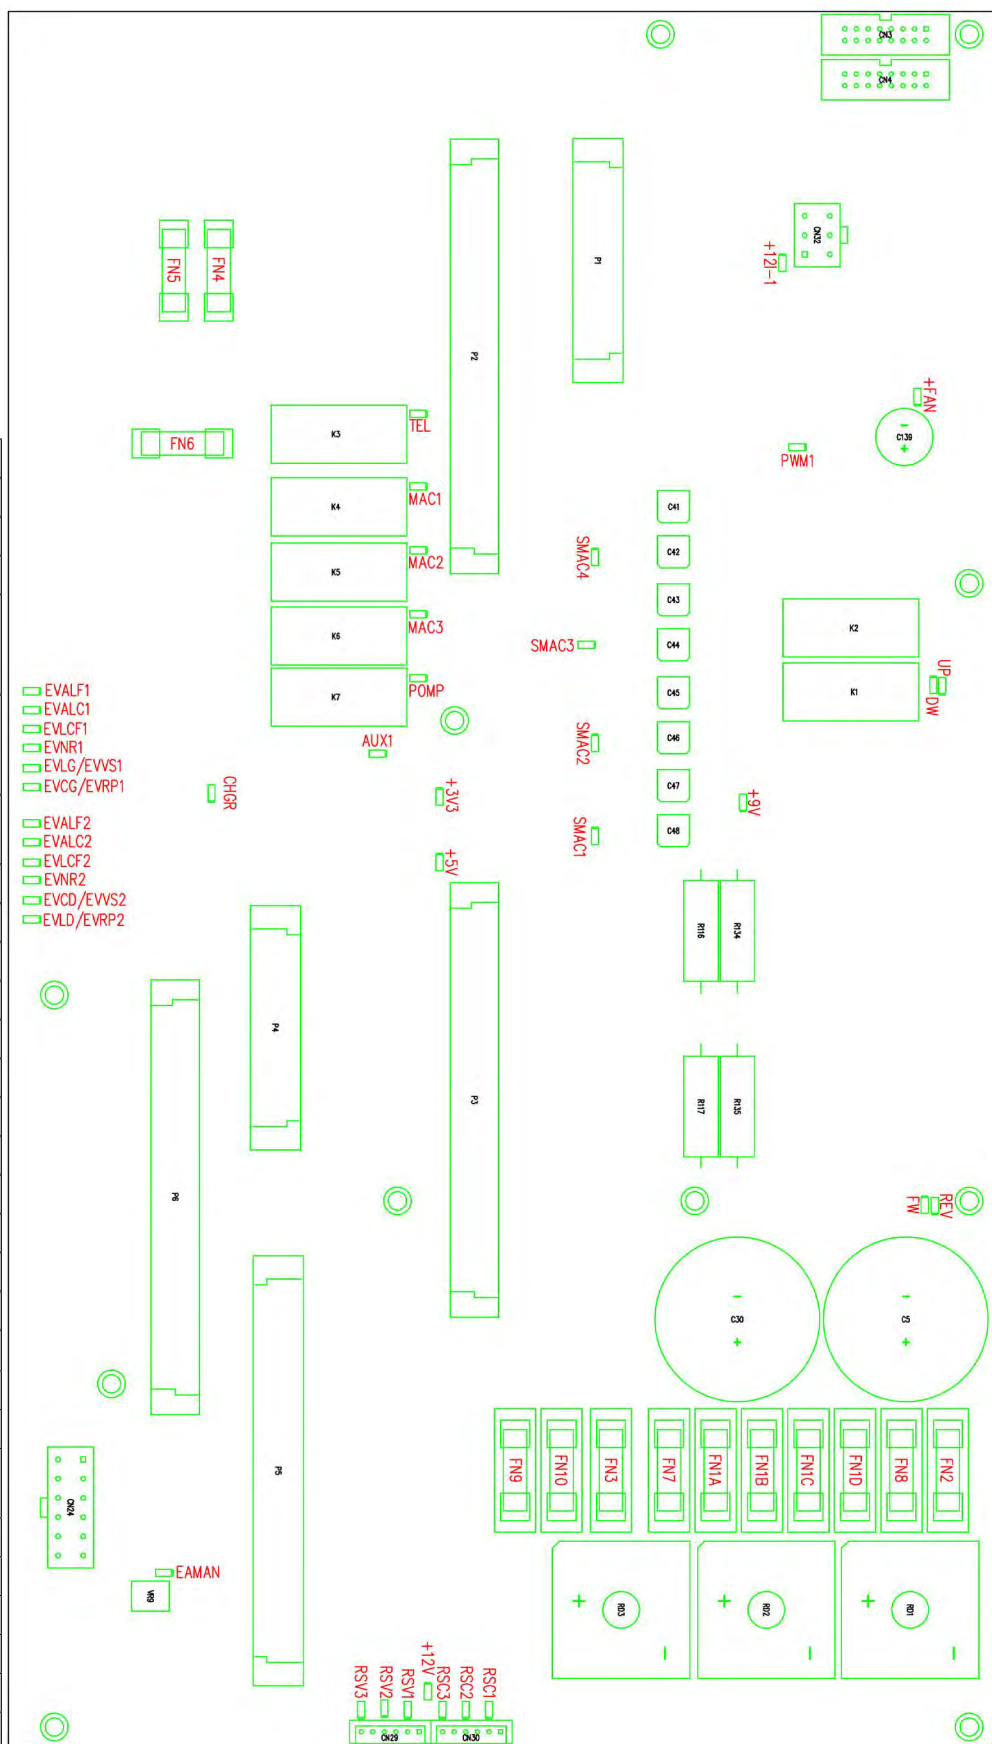 CN3
CN4
CN32
+12I-1
P1
P2
FN5
FN4
+FAN
C139
PWM1
TEL
K3
FN6
MAC1
K4
C41
MAC2
K5
SMAC4
C42
C43
MAC3
K6
SMAC3
C44
K2
POMP
K7
C45
K1
UP
DW
EVALF1
EVALC1
EVLCF1
EVNR1
EVLG/EVVS1
EVCG/EVRP1
AUX1
SMAC2
C46
CHGR
+3V3
C47
+9V
EVALF2
EVALC2
EVLCF2
EVNR2
EVCD/EVVS2
EVLD/EVRP2
+5V
SMAC1
C48
R116
R134
P4
P3
R117
R135
P6
FW
REV
C30
C5
P5
FN9
FN10
FN3
FN7
FN1A
FN1B
FN1C
FN1D
FN8
FN2
CN24
EAMAN
VR9
RD3
RD2
RD1
RSV3
RSV2
RSV1
+12V
RSC3
RSC2
RSC1
CN29
CN30